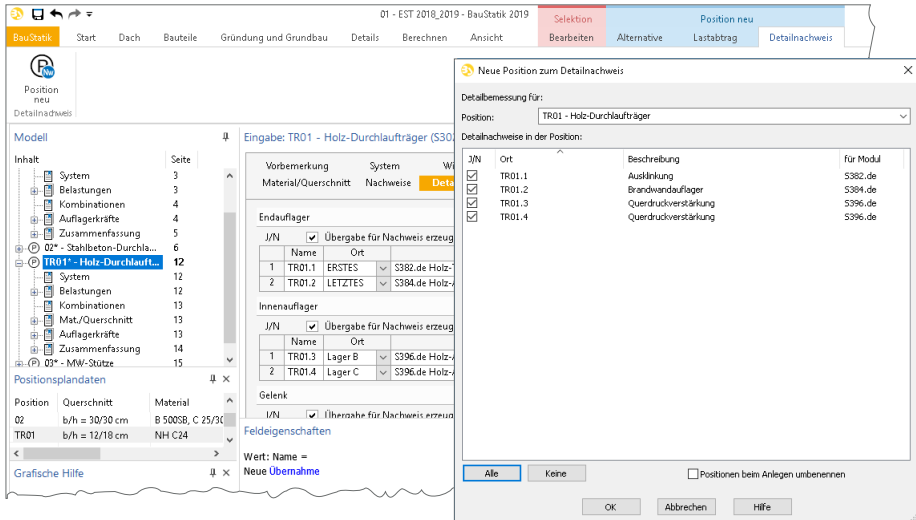 01 - EST 2018_2019 - BauStatik 2019
Selektion
Position neu
BauStatik Start Dach Bauteile Gründung und Grundbau Details Berechnen Ansicht Bearbeiten Alternative Lastabtrag Detailnachweis
Position
neu
Detailnachweis
Modell
Inhalt Seite
System 3
Belastungen 3
Kombinationen 4
Auflagerkräfte 4
Zusammenfassung 5
02* - Stahlbeton-Durchla... 6
TR01* - Holz-Durchlauft... 12
System 12
Belastungen 12
Kombinationen 13
Mat./Querschnitt 13
Auflagerkräfte 13
Zusammenfassung 14
03* - MW-Stütze 15
Positionsplandaten
Position Querschnitt Material
02 b/h = 30/30 cm B 500SB, C 25/30
TR01 b/h = 12/18 cm NH C24
Grafische Hilfe
Eingabe: TR01 - Holz-Durchlaufträger (S302
Vorbemerkung System Wi
Material/Querschnitt Nachweise Deta
Endauflager
J/N Übergabe für Nachweis erzeug
Name Ort
1 TR01.1 ERSTES S382.de Holz-
2 TR01.2 LETZTES S384.de Holz-A
Innenauflager
J/N Übergabe für Nachweis erzeug
Name Ort
1 TR01.3 Lager B S396.de Holz-A
2 TR01.4 Lager C S396.de Holz-A
Gelenk
J/N Übergabe für Nachweis erzeug
Feldeigenschaften
Wert: Name =
Neue Übernahme
Neue Position zum Detailnachweis
Detailbemessung für:
Position: TR01 - Holz-Durchlaufträger
Detailnachweise in der Position:
J/N Ort Beschreibung für Modul
TR01.1 Ausklinkung S382.de
TR01.2 Brandwandauflager S384.de
TR01.3 Querdruckverstärkung S396.de
TR01.4 Querdruckverstärkung S396.de
Alle Keine Positionen beim Anlegen umbenennen
OK Abbrechen Hilfe